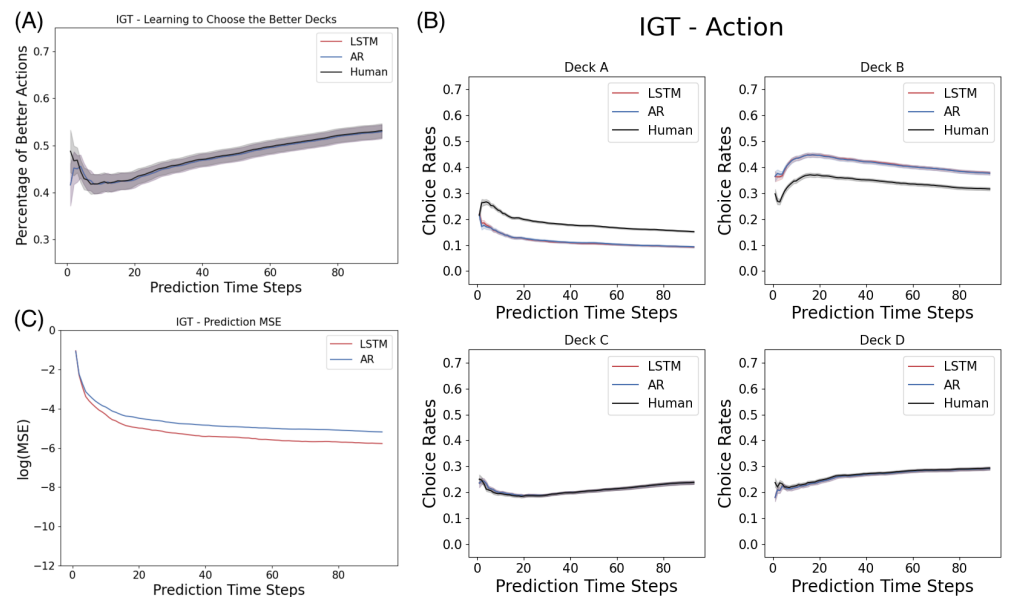 (A)
IGT - Learning to Choose the Better Decks
LSTM
AR
Human
Percentage of Better Actions
0.7
0.6
0.5
0.4
0.3
0
20
40
60
80
Prediction Time Steps
(B)
IGT - Action
Deck A
LSTM
AR
Human
Choice Rates
0.7
0.6
0.5
0.4
0.3
0.2
0.1
0.0
0
20
40
60
80
Prediction Time Steps
Deck B
LSTM
AR
Human
Choice Rates
0.7
0.6
0.5
0.4
0.3
0.2
0.1
0.0
0
20
40
60
80
Prediction Time Steps
(C)
IGT - Prediction MSE
LSTM
AR
log(MSE)
0
−2
−4
−6
−8
−10
−12
0
20
40
60
80
Prediction Time Steps
Deck C
LSTM
AR
Human
Choice Rates
0.7
0.6
0.5
0.4
0.3
0.2
0.1
0.0
0
20
40
60
80
Prediction Time Steps
Deck D
LSTM
AR
Human
Choice Rates
0.7
0.6
0.5
0.4
0.3
0.2
0.1
0.0
0
20
40
60
80
Prediction Time Steps